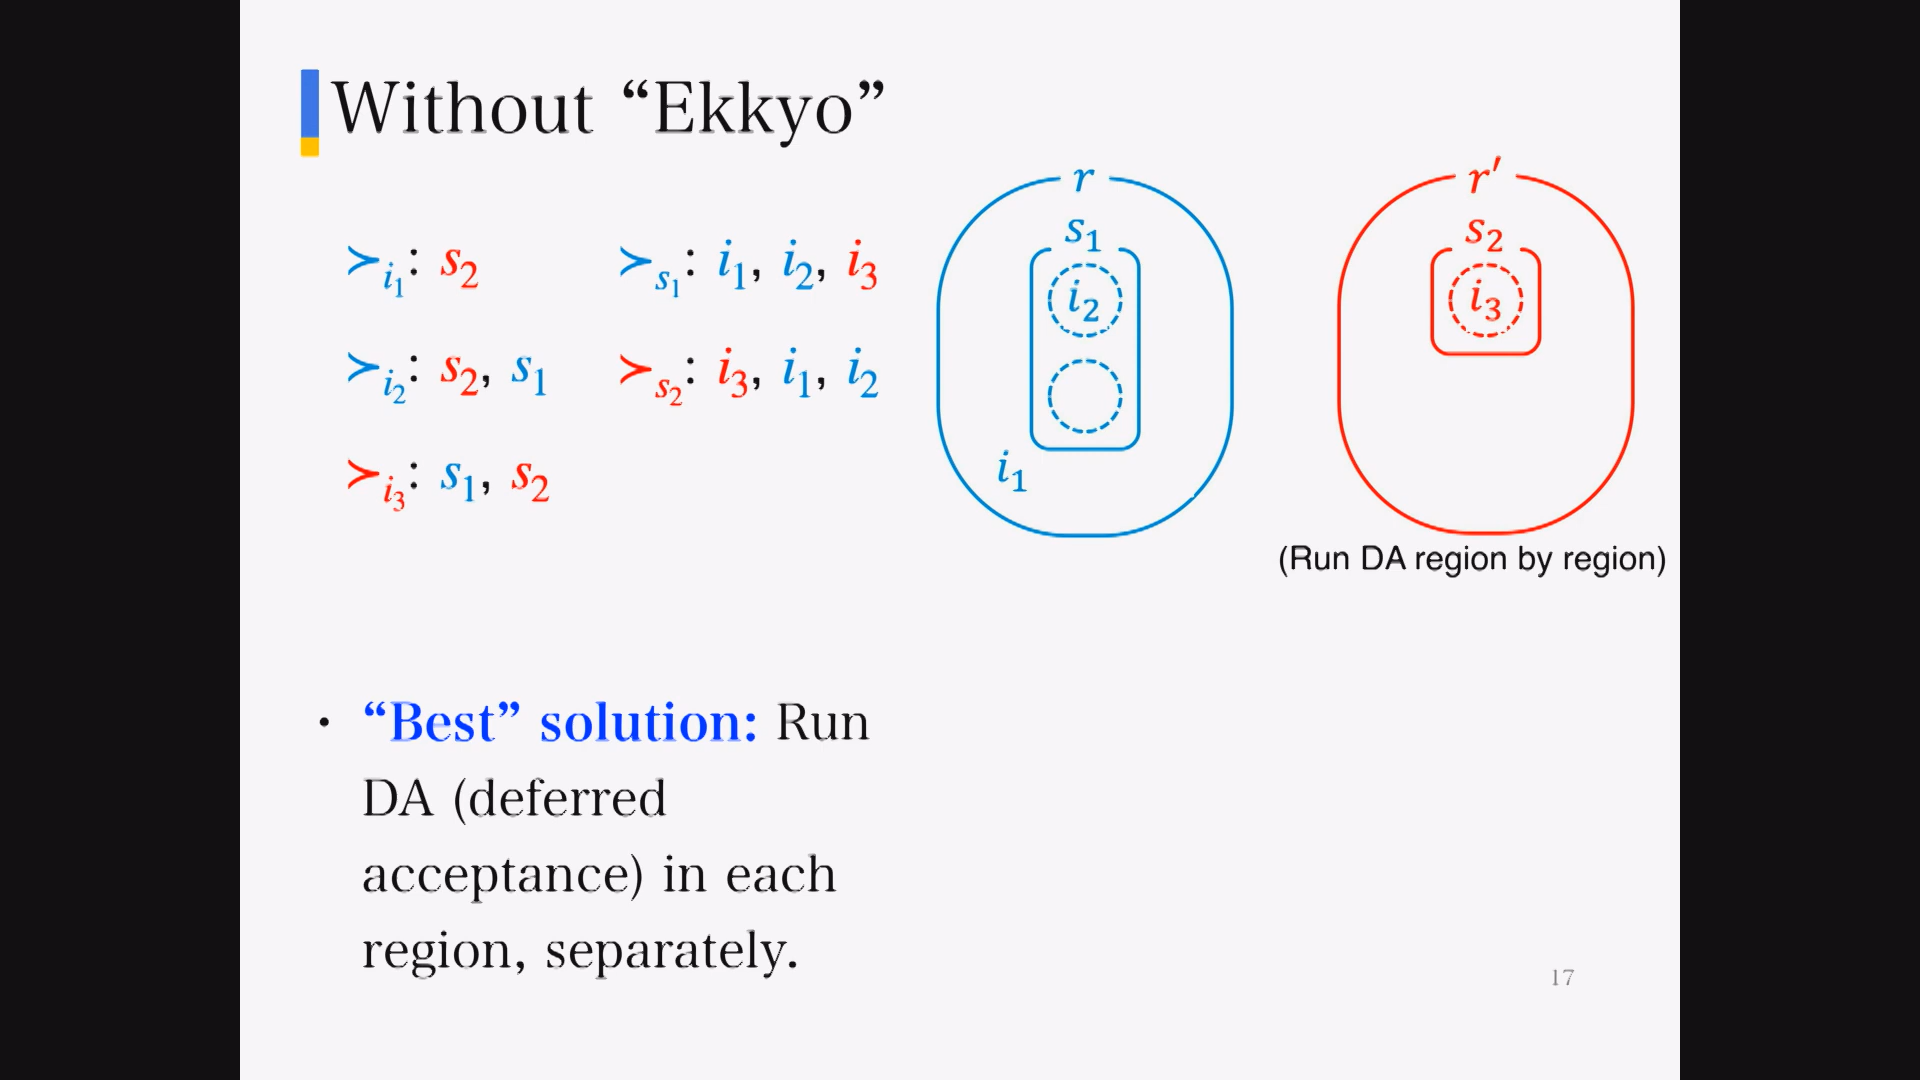 Without “Ekkyo”
≻i₁: s₂
≻s₁: i₁, i₂, i₃
≻i₂: s₂, s₁
≻s₂: i₃, i₁, i₂
≻i₃: s₁, s₂
r
s₁
i₂
i₁
r′
s₂
i₃
(Run DA region by region)
• “Best” solution: Run
DA (deferred
acceptance) in each
region, separately.
17